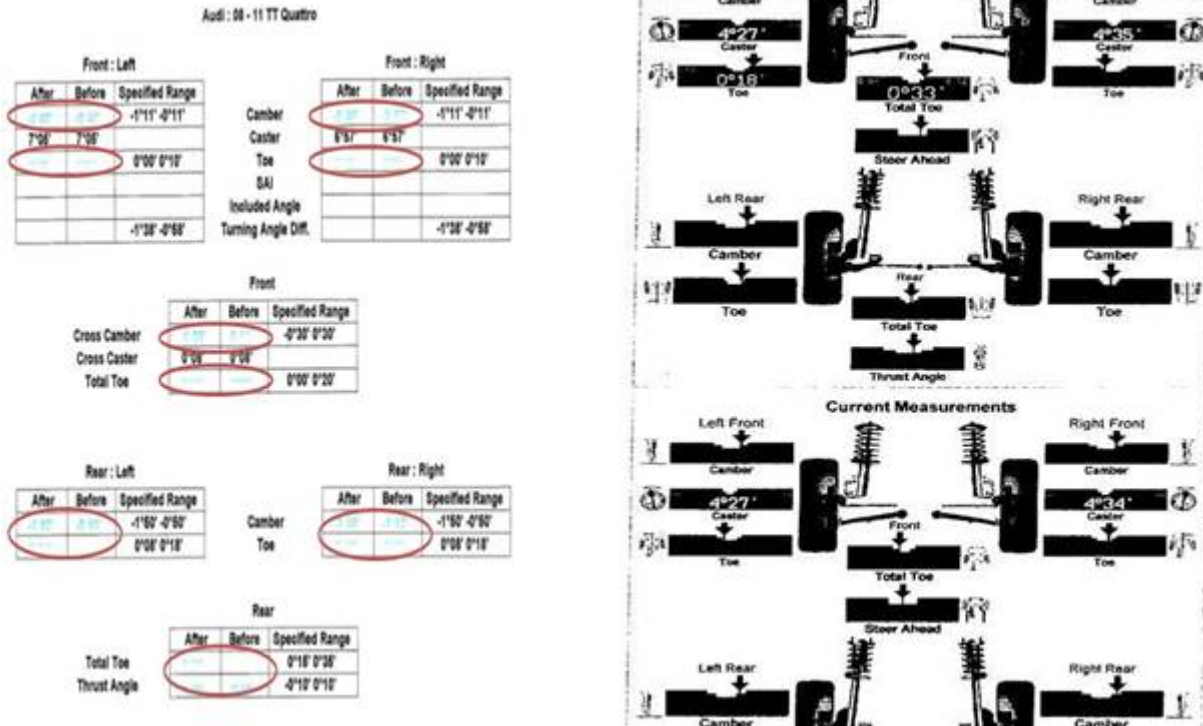 Audi : 08 - 11 TT Quattro
Front : Left
After Before Specified Range
-1°11' -0°11'
7°06' 7°06'
0°00' 0°10'
-1°38' -0°58'
Camber
Caster
Toe
SAI
Included Angle
Turning Angle Diff.
Front : Right
After Before Specified Range
-1°11' -0°11'
6°57' 6°57'
0°00' 0°10'
-1°38' -0°58'
Front
After Before Specified Range
Cross Camber -0°30' 0°30'
Cross Caster 0°08' 0°08'
Total Toe 0°00' 0°20'
Rear : Left
After Before Specified Range
-1°50' -0°50'
0°08' 0°18'
Camber
Toe
Rear : Right
After Before Specified Range
-1°50' -0°50'
0°08' 0°18'
Rear
After Before Specified Range
Total Toe 0°16' 0°36'
Thrust Angle -0°10' 0°10'
Camber Camber
4°27' 4°35'
Caster Caster
Front
0°18'
Toe Toe
0°33'
Total Toe
Steer Ahead
Left Rear Right Rear
Camber Camber
Rear
Toe Toe
Total Toe
Thrust Angle
Current Measurements
Left Front Right Front
Camber Camber
4°27' 4°34'
Caster Caster
Front
Toe Toe
Total Toe
Steer Ahead
Left Rear Right Rear
Camber Camber